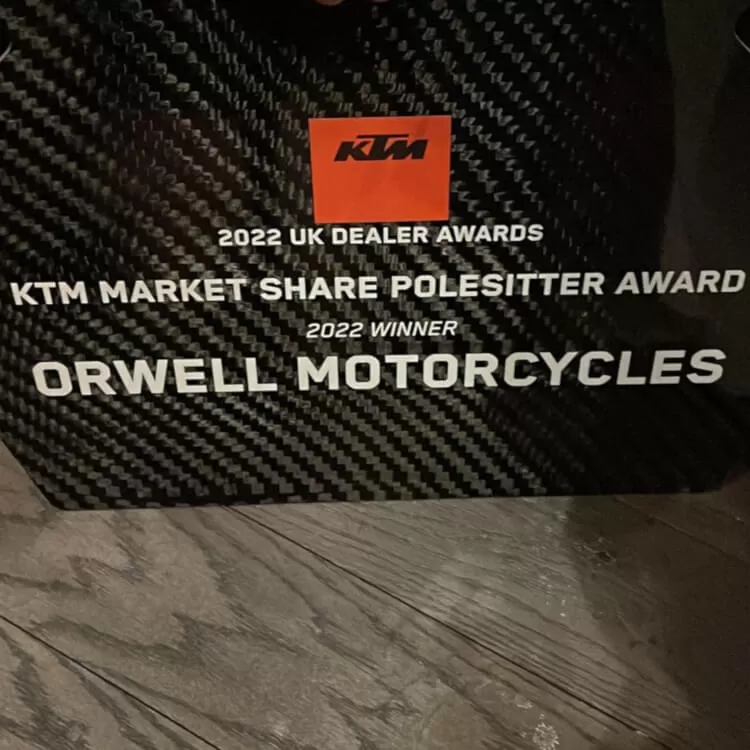 KTM
2022 UK DEALER AWARDS
KTM MARKET SHARE POLESITTER AWARD
2022 WINNER
ORWELL MOTORCYCLES